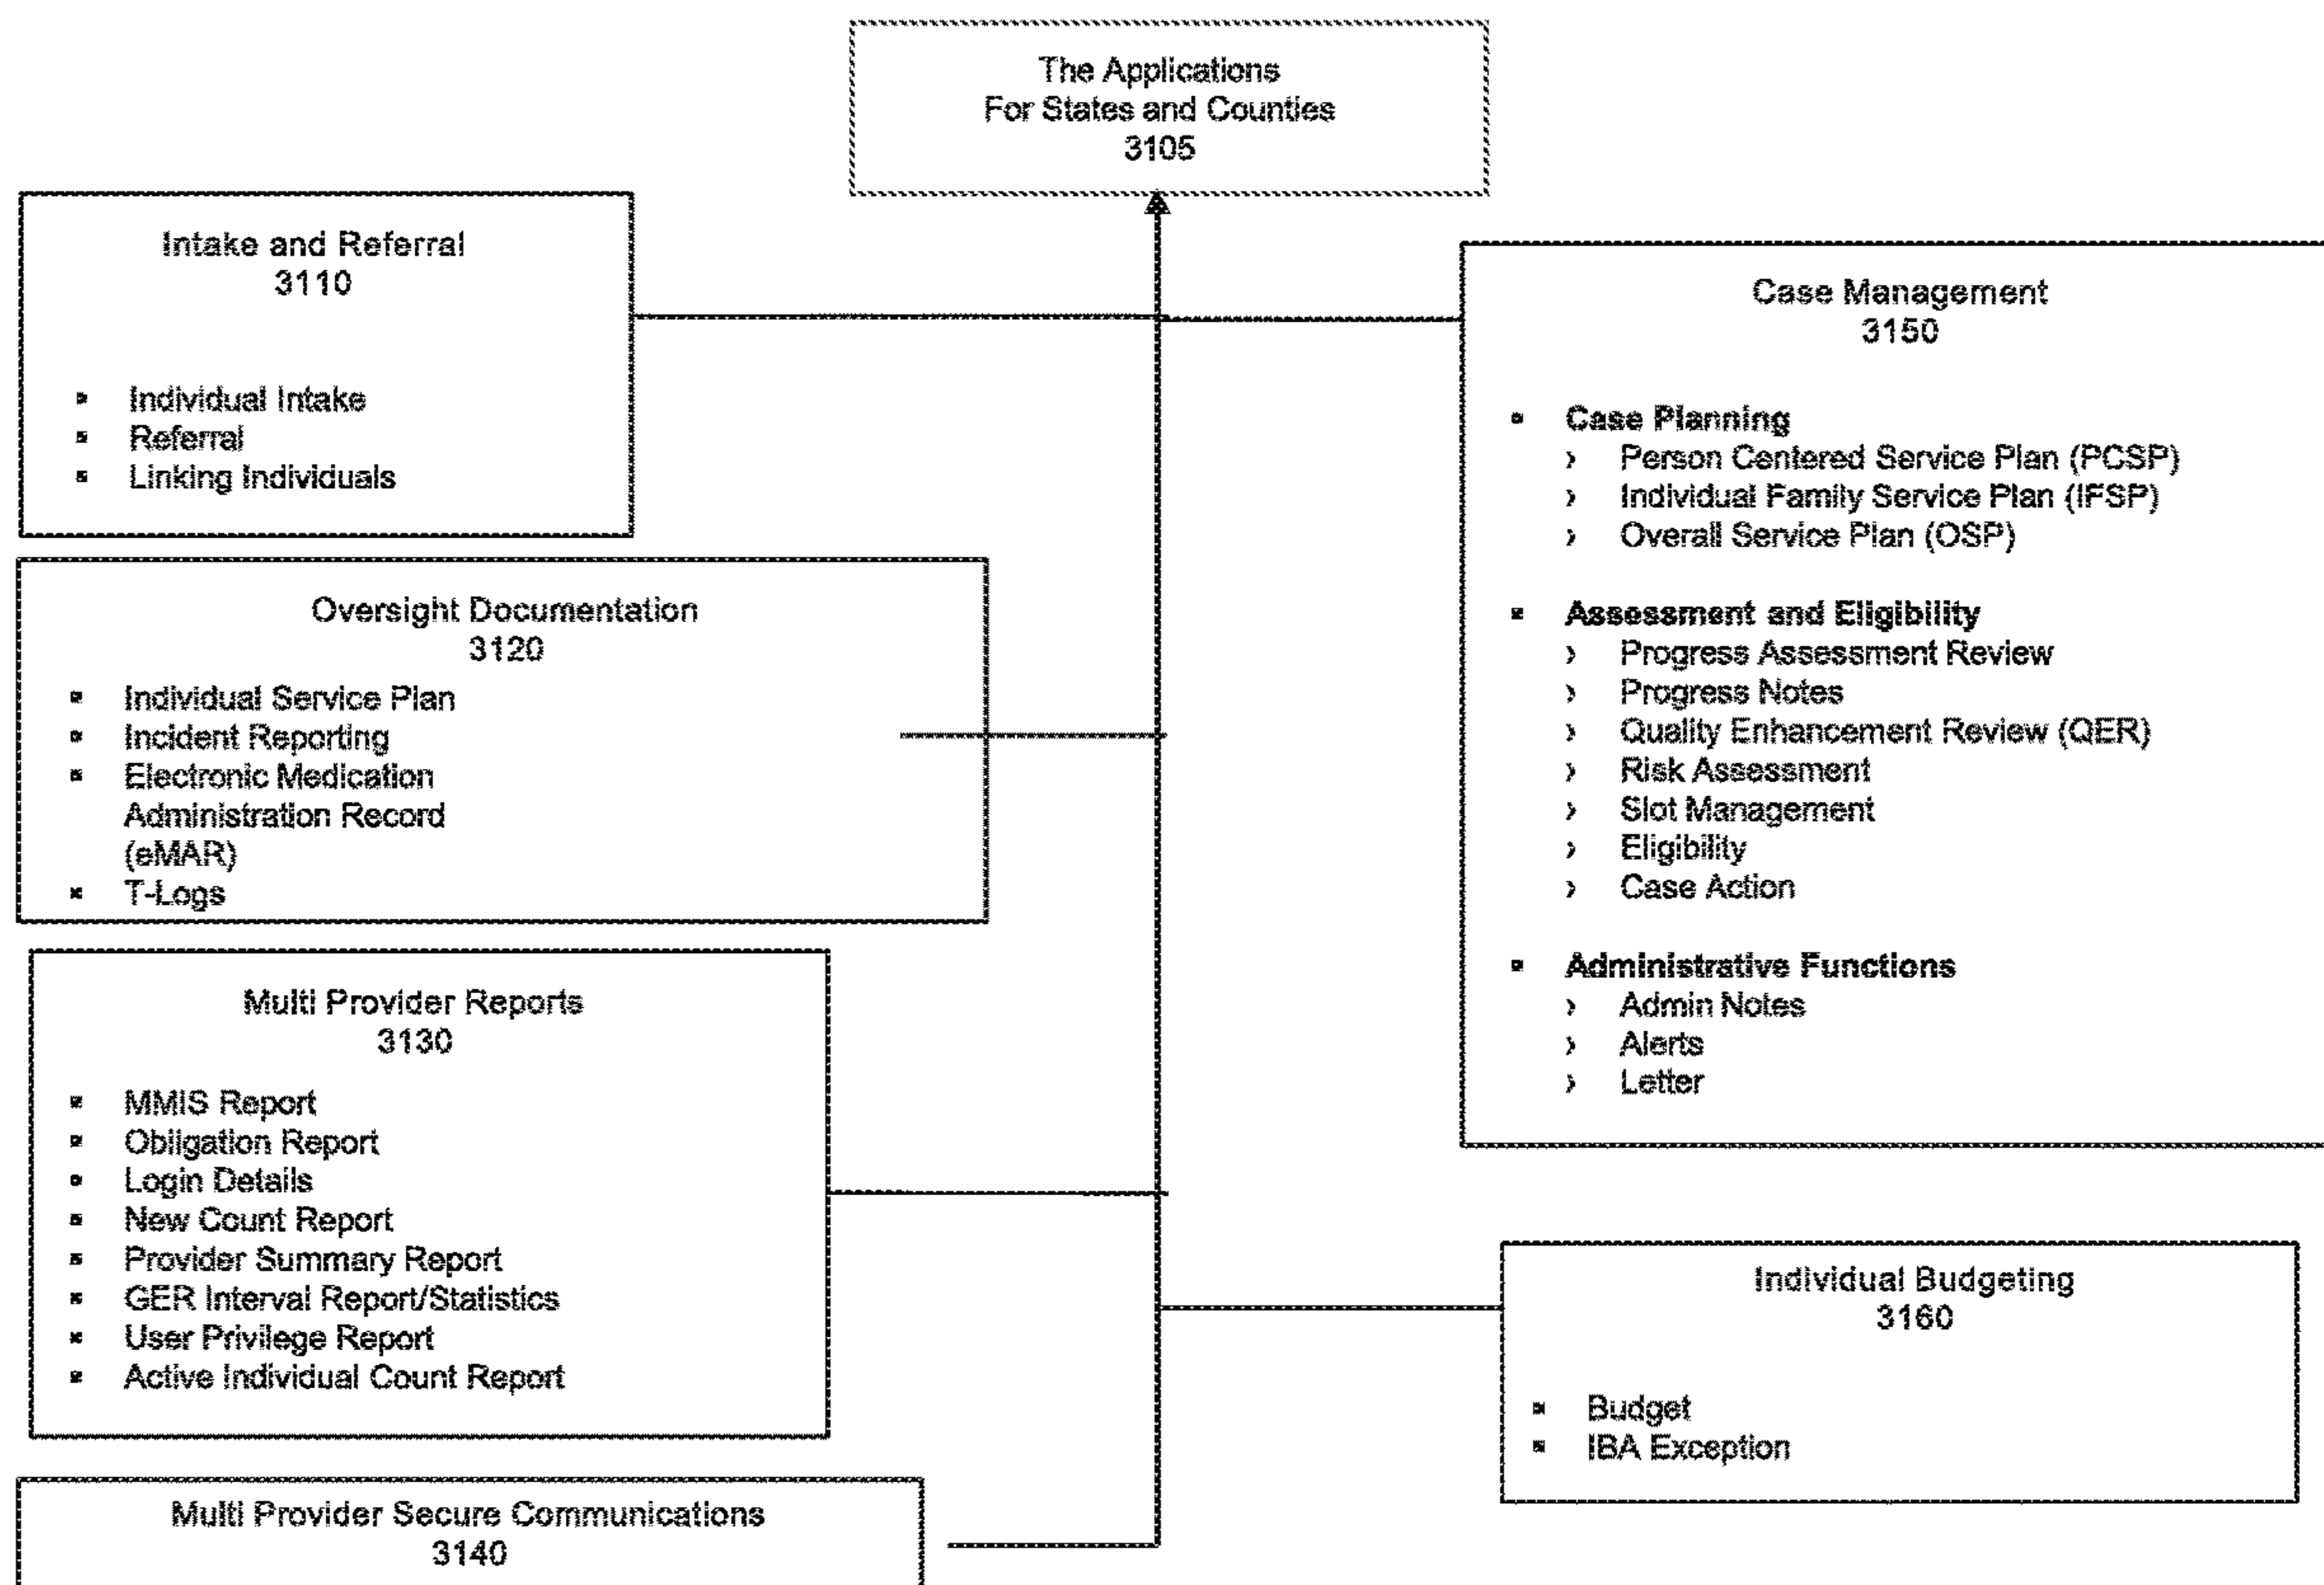 The Applications
For States and Counties
3105
Intake and Referral
3110
▪ Individual Intake
▪ Referral
▪ Linking Individuals
Oversight Documentation
3120
▪ Individual Service Plan
▪ Incident Reporting
▪ Electronic Medication
Administration Record
(eMAR)
▪ T-Logs
Multi Provider Reports
3130
▪ MMIS Report
▪ Obligation Report
▪ Login Details
▪ New Count Report
▪ Provider Summary Report
▪ GER Interval Report/Statistics
▪ User Privilege Report
▪ Active Individual Count Report
Multi Provider Secure Communications
3140
Case Management
3150
▪ Case Planning
› Person Centered Service Plan (PCSP)
› Individual Family Service Plan (IFSP)
› Overall Service Plan (OSP)
▪ Assessment and Eligibility
› Progress Assessment Review
› Progress Notes
› Quality Enhancement Review (QER)
› Risk Assessment
› Slot Management
› Eligibility
› Case Action
▪ Administrative Functions
› Admin Notes
› Alerts
› Letter
Individual Budgeting
3160
▪ Budget
▪ IBA Exception